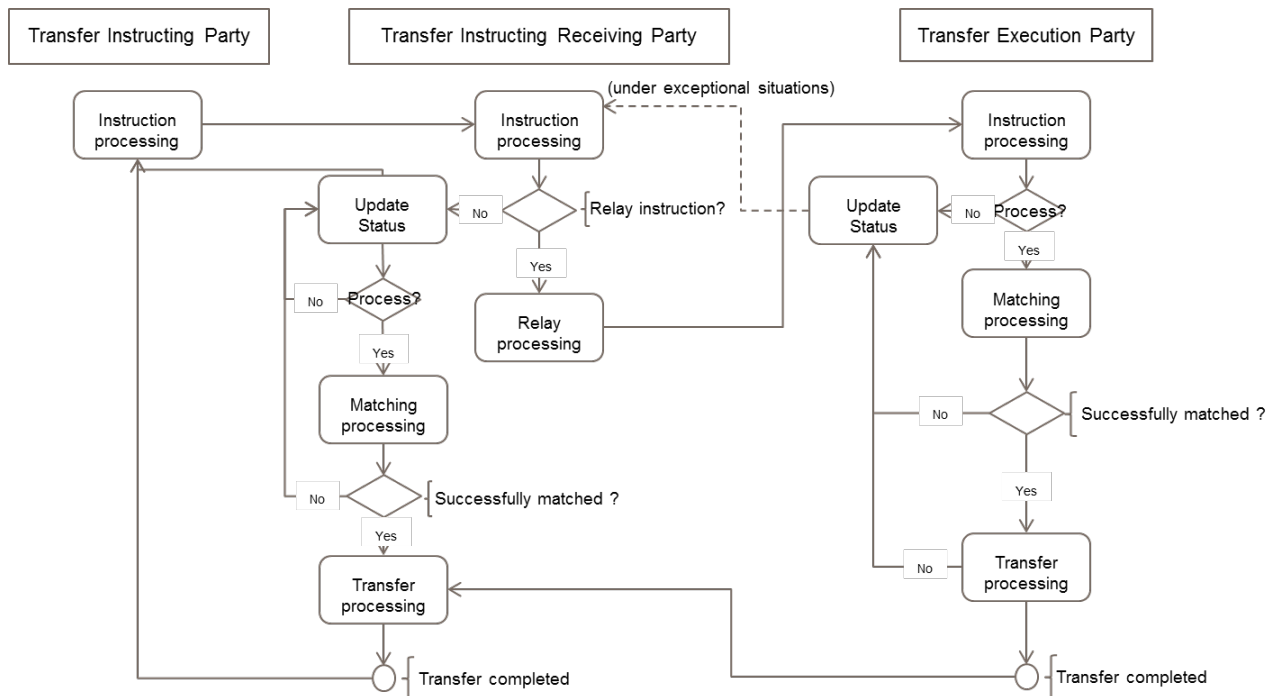 Transfer Instructing Party
Transfer Instructing Receiving Party
Transfer Execution Party
(under exceptional situations)
Instruction
processing
Instruction
processing
Instruction
processing
Update
Status
No
Relay instruction?
Update
Status
No
Process?
Yes
Yes
No
Process?
Relay
processing
Matching
processing
Yes
Matching
processing
No
Successfully matched ?
No
Successfully matched ?
Yes
Yes
Transfer
processing
No
Transfer
processing
Transfer completed
Transfer completed